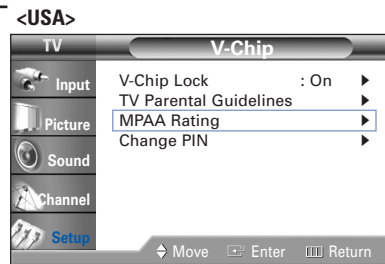 <USA>
TV
V-Chip
Input
Picture
Sound
Channel
Setup
V-Chip Lock : On
TV Parental Guidelines
MPAA Rating
Change PIN
Move Enter Return